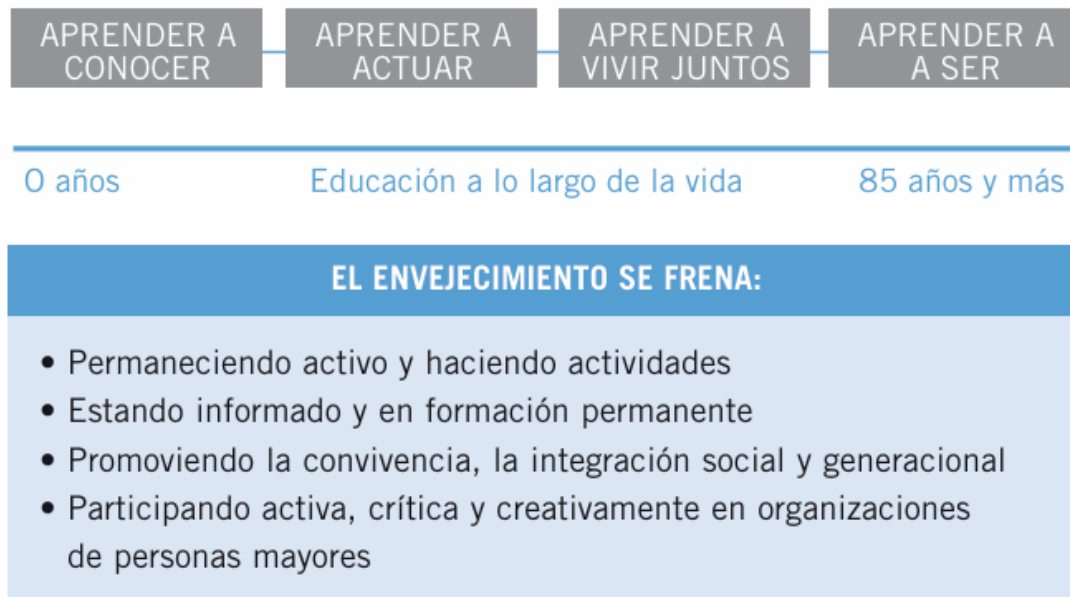 APRENDER A
CONOCER
APRENDER A
ACTUAR
APRENDER A
VIVIR JUNTOS
APRENDER A
A SER
0 años
Educación a lo largo de la vida
85 años y más
EL ENVEJECIMIENTO SE FRENA:
• Permaneciendo activo y haciendo actividades
• Estando informado y en formación permanente
• Promoviendo la convivencia, la integración social y generacional
• Participando activa, crítica y creativamente en organizaciones
de personas mayores